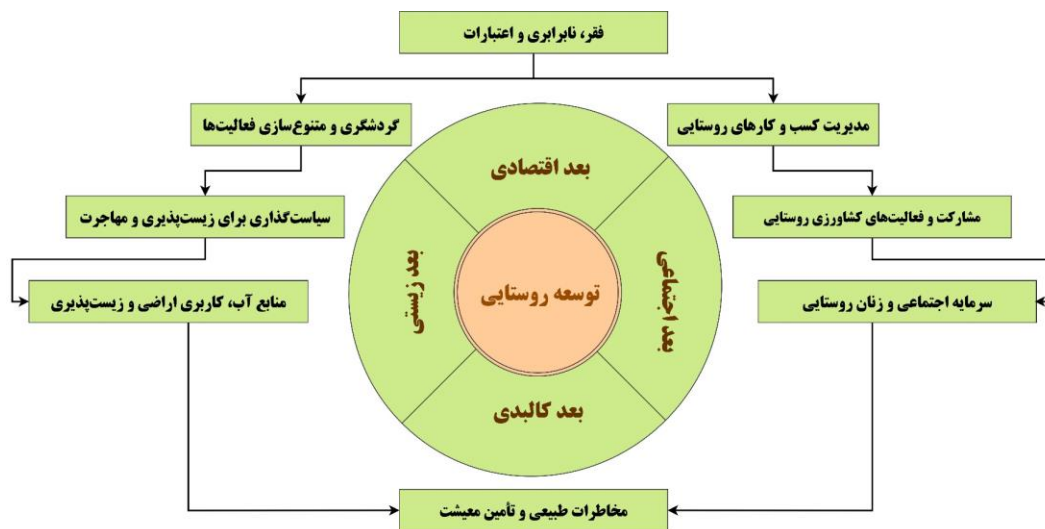 فقر، نابرابری و اعتبارات
مدیریت کسب و کارهای روستایی
گردشگری و متنوع‌سازی فعالیت‌ها
بعد اقتصادی
مشارکت و فعالیت‌های کشاورزی روستایی
سیاست‌گذاری برای زیست‌پذیری و مهاجرت
بعد اجتماعی
توسعه روستایی
بعد زیستی
سرمایه اجتماعی و زنان روستایی
منابع آب، کاربری اراضی و زیست‌پذیری
بعد کالبدی
مخاطرات طبیعی و تأمین معیشت